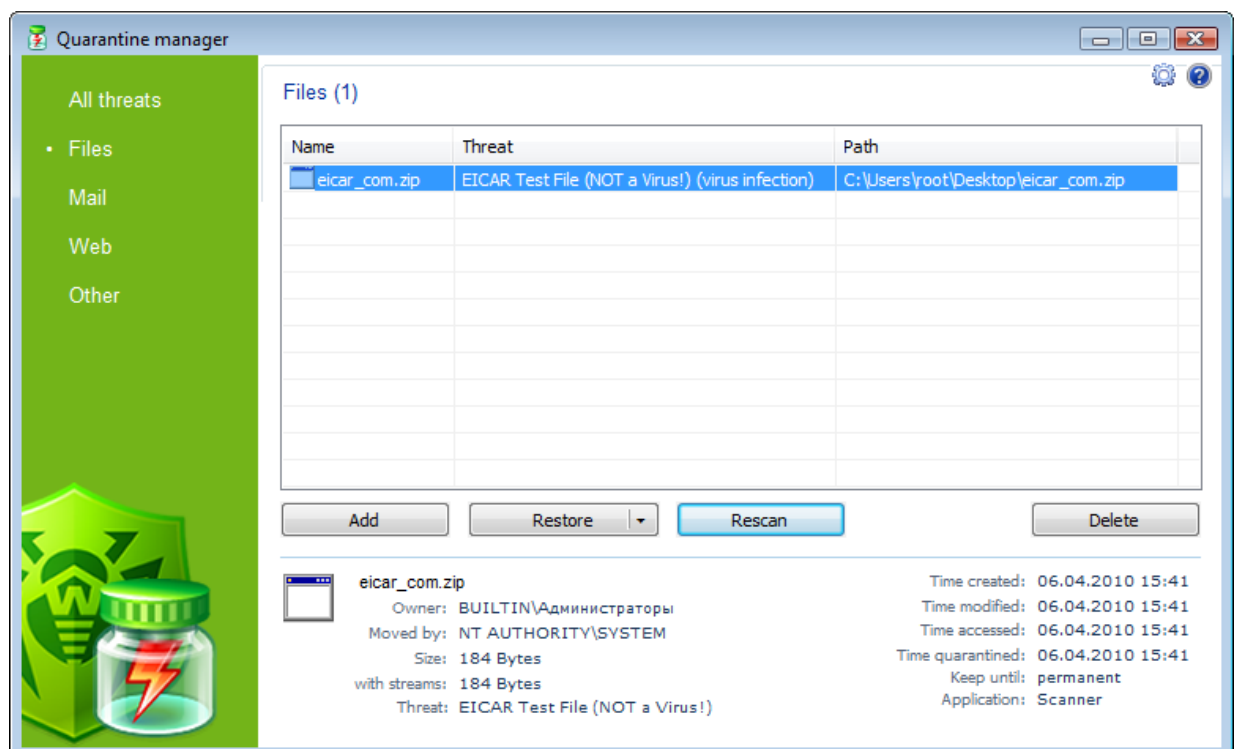 Quarantine manager
All threats
• Files
Mail
Web
Other
Files (1)
Name Threat Path
eicar_com.zip EICAR Test File (NOT a Virus!) (virus infection) C:\Users\root\Desktop\eicar_com.zip
Add Restore Rescan Delete
eicar_com.zip
Owner: BUILTIN\Администраторы
Moved by: NT AUTHORITY\SYSTEM
Size: 184 Bytes
with streams: 184 Bytes
Threat: EICAR Test File (NOT a Virus!)
Time created: 06.04.2010 15:41
Time modified: 06.04.2010 15:41
Time accessed: 06.04.2010 15:41
Time quarantined: 06.04.2010 15:41
Keep until: permanent
Application: Scanner